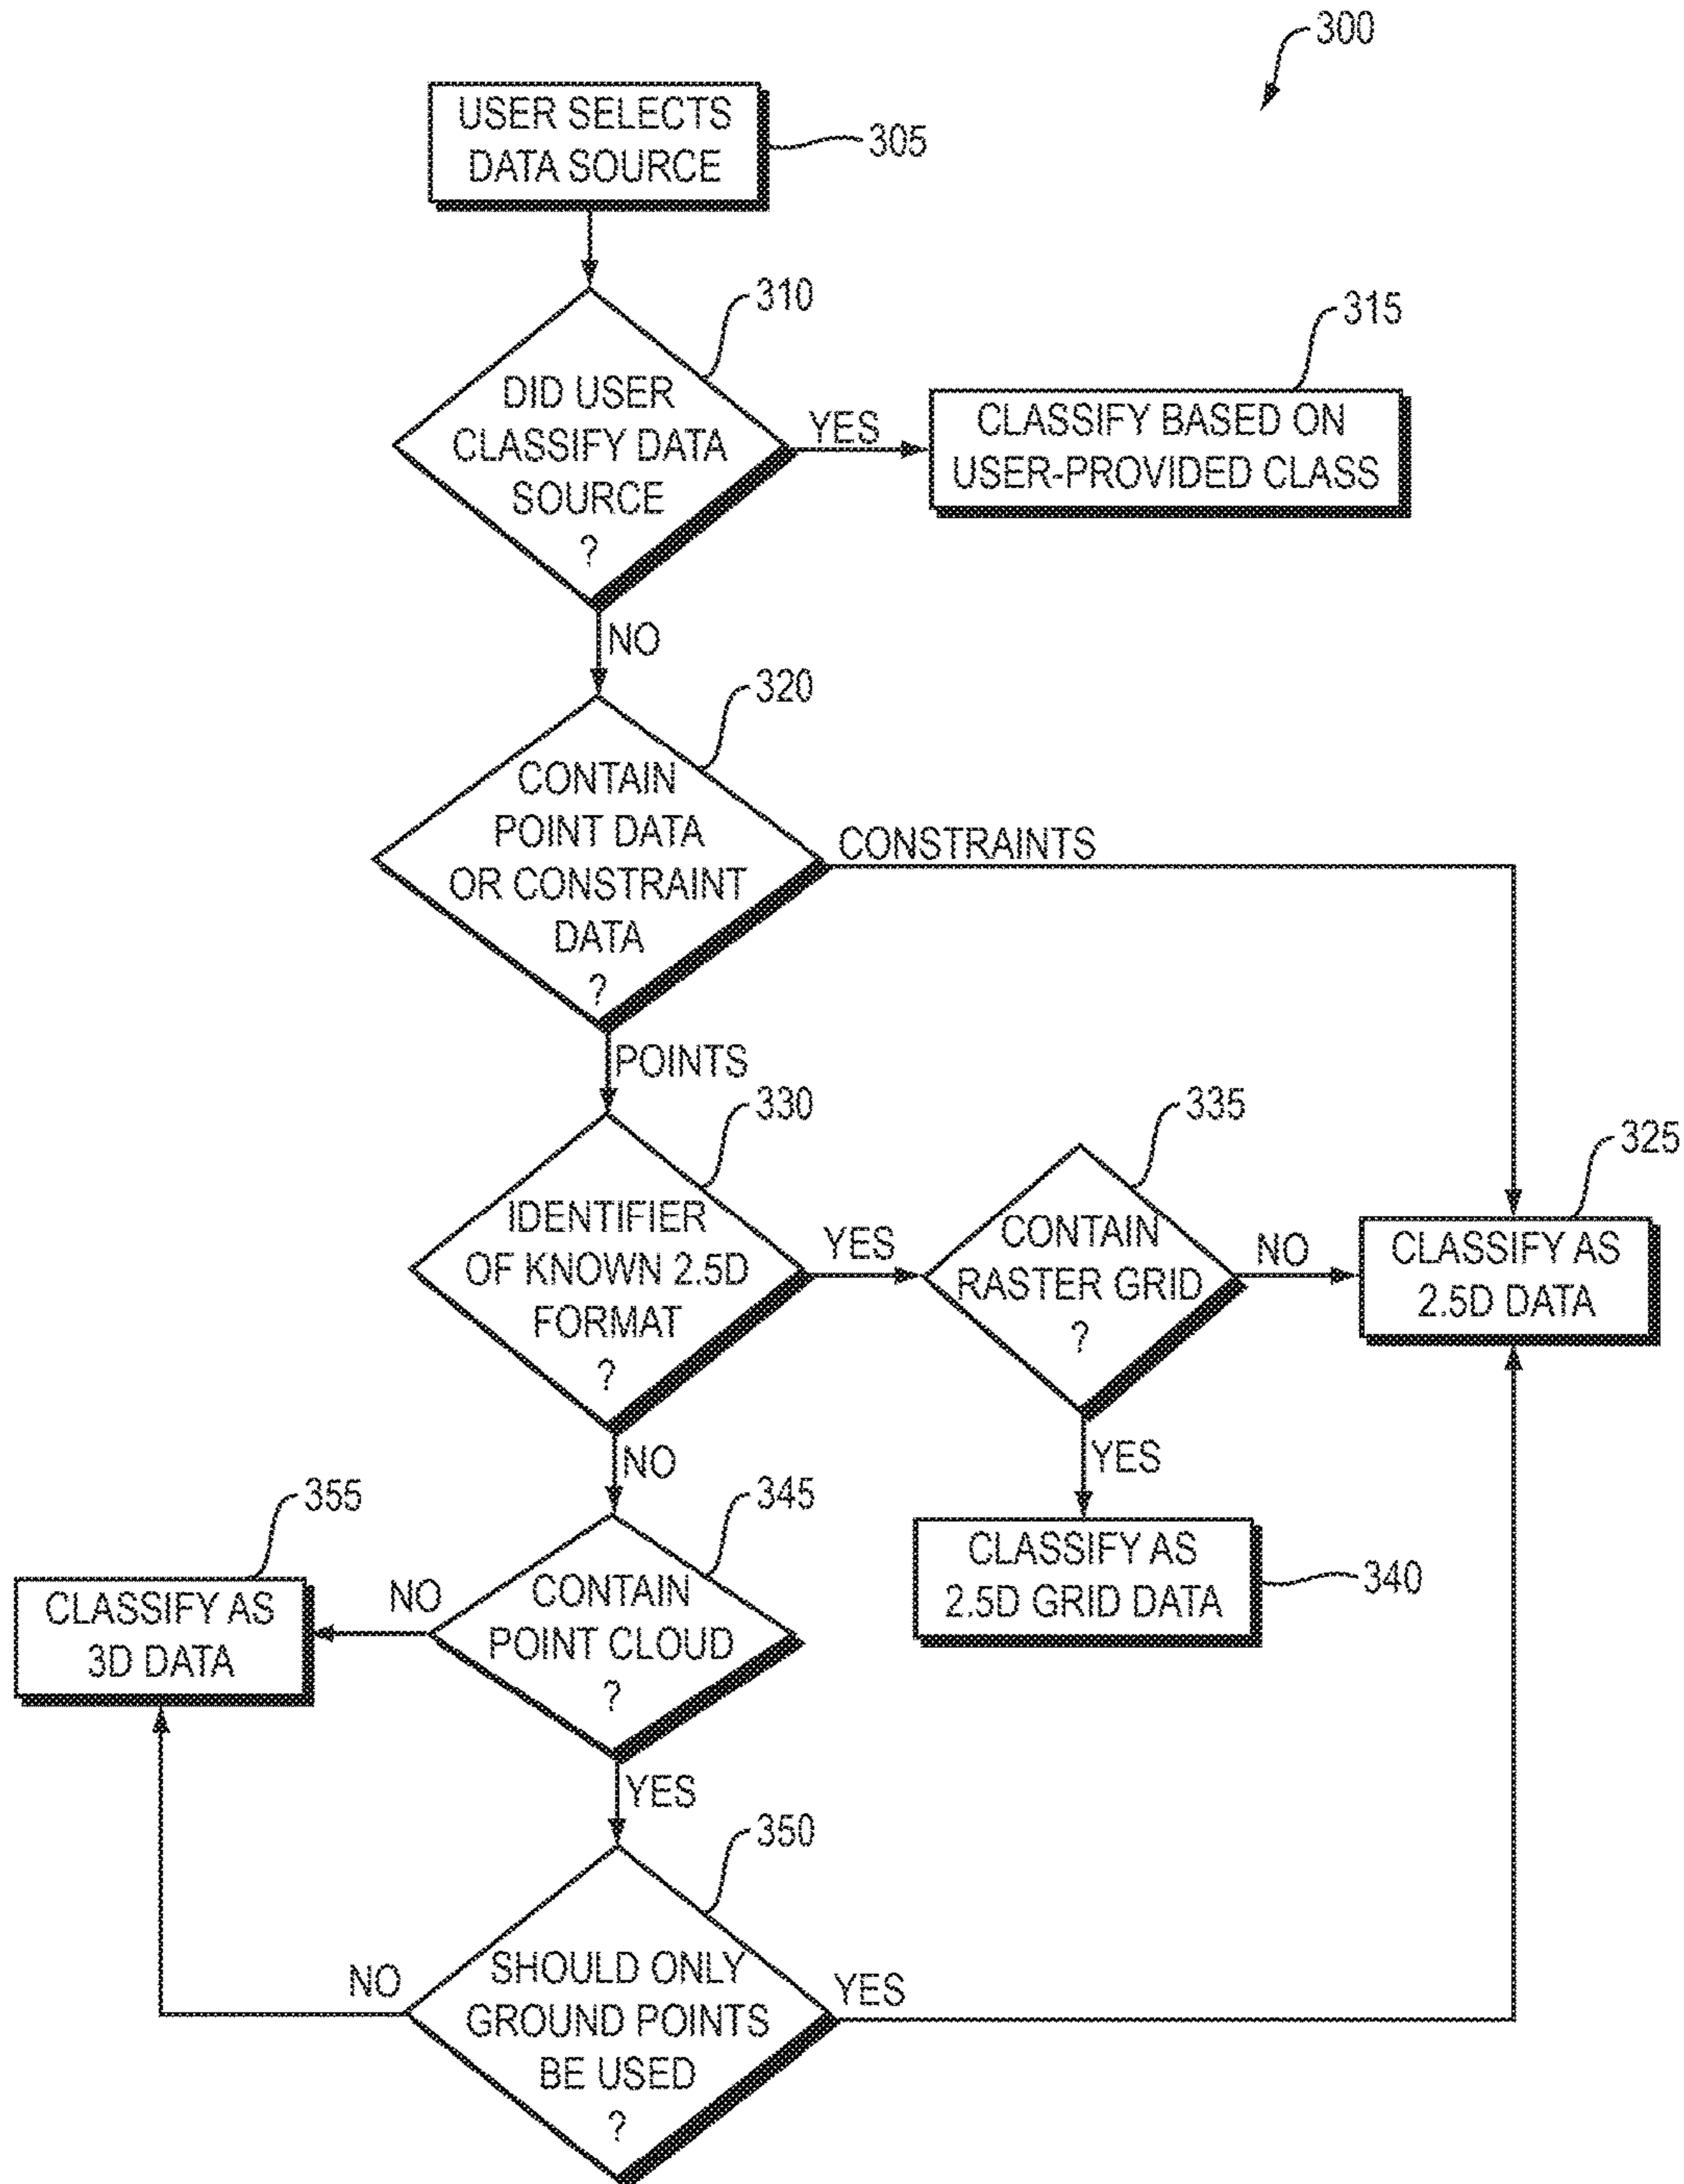 300
USER SELECTS
DATA SOURCE
305
310
DID USER
CLASSIFY DATA
SOURCE
?
YES
315
CLASSIFY BASED ON
USER-PROVIDED CLASS
NO
320
CONTAIN
POINT DATA
OR CONSTRAINT
DATA
?
CONSTRAINTS
POINTS
330
IDENTIFIER
OF KNOWN 2.5D
FORMAT
?
YES
335
CONTAIN
RASTER GRID
?
NO
325
CLASSIFY AS
2.5D DATA
YES
CLASSIFY AS
2.5D GRID DATA
340
NO
345
CONTAIN
POINT CLOUD
?
NO
355
CLASSIFY AS
3D DATA
YES
350
SHOULD ONLY
GROUND POINTS
BE USED
?
NO
YES